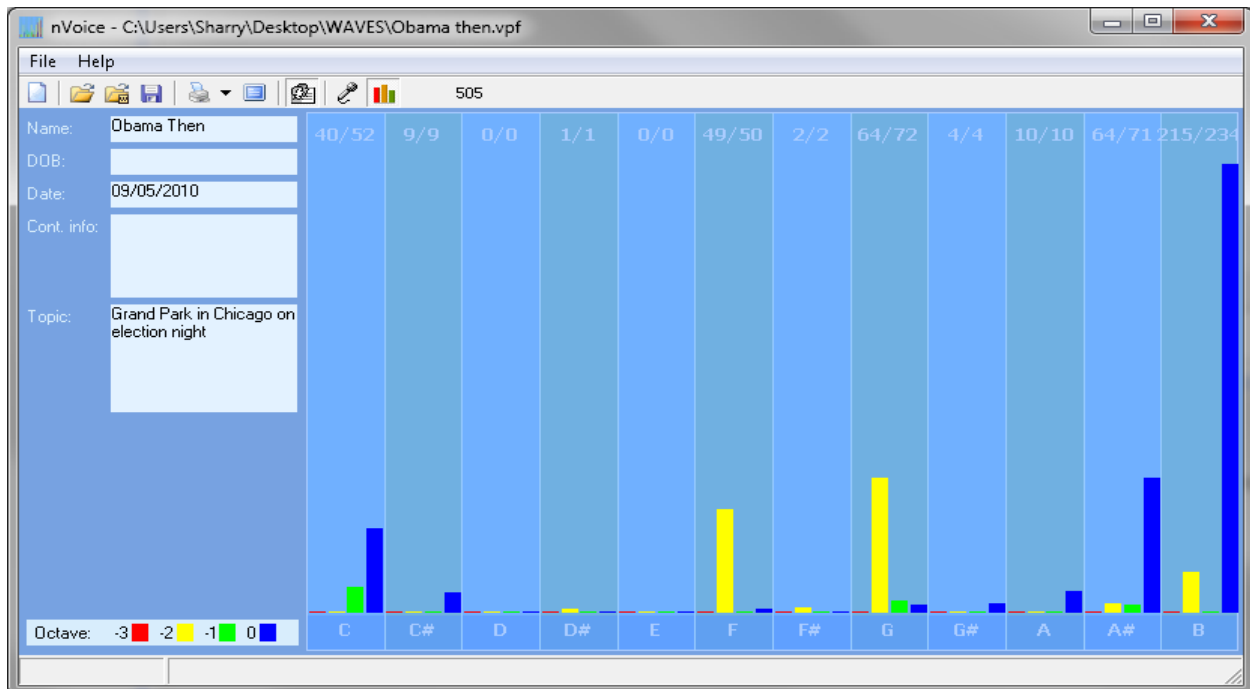 nVoice - C:\Users\Sharry\Desktop\WAVES\Obama then.vpf
File Help
505
Name: Obama Then
DOB:
Date: 09/05/2010
Cont. info:
Topic: Grand Park in Chicago on
election night
40/52 9/9 0/0 1/1 0/0 49/50 2/2 64/72 4/4 10/10 64/71 215/234
C C# D D# E F F# G G# A A# B
Octave: -3 -2 -1 0